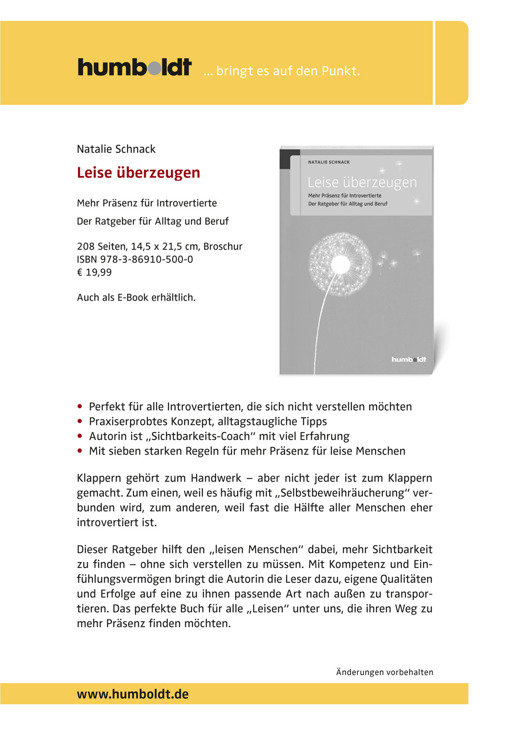 humboldt ... bringt es auf den Punkt.
Natalie Schnack
Leise überzeugen
Mehr Präsenz für Introvertierte
Der Ratgeber für Alltag und Beruf
208 Seiten, 14,5 x 21,5 cm, Broschur
ISBN 978-3-86910-500-0
€ 19,99
Auch als E-Book erhältlich.
NATALIE SCHNACK
Leise überzeugen
Mehr Präsenz für Introvertierte
Der Ratgeber für Alltag und Beruf
humboldt
• Perfekt für alle Introvertierten, die sich nicht verstellen möchten
• Praxiserprobtes Konzept, alltagstaugliche Tipps
• Autorin ist „Sichtbarkeits-Coach“ mit viel Erfahrung
• Mit sieben starken Regeln für mehr Präsenz für leise Menschen
Klappern gehört zum Handwerk – aber nicht jeder ist zum Klappern
gemacht. Zum einen, weil es häufig mit „Selbstbeweihräucherung“ ver-
bunden wird, zum anderen, weil fast die Hälfte aller Menschen eher
introvertiert ist.
Dieser Ratgeber hilft den „leisen Menschen“ dabei, mehr Sichtbarkeit
zu finden – ohne sich verstellen zu müssen. Mit Kompetenz und Ein-
fühlungsvermögen bringt die Autorin die Leser dazu, eigene Qualitäten
und Erfolge auf eine zu ihnen passende Art nach außen zu transpor-
tieren. Das perfekte Buch für alle „Leisen“ unter uns, die ihren Weg zu
mehr Präsenz finden möchten.
Änderungen vorbehalten
www.humboldt.de